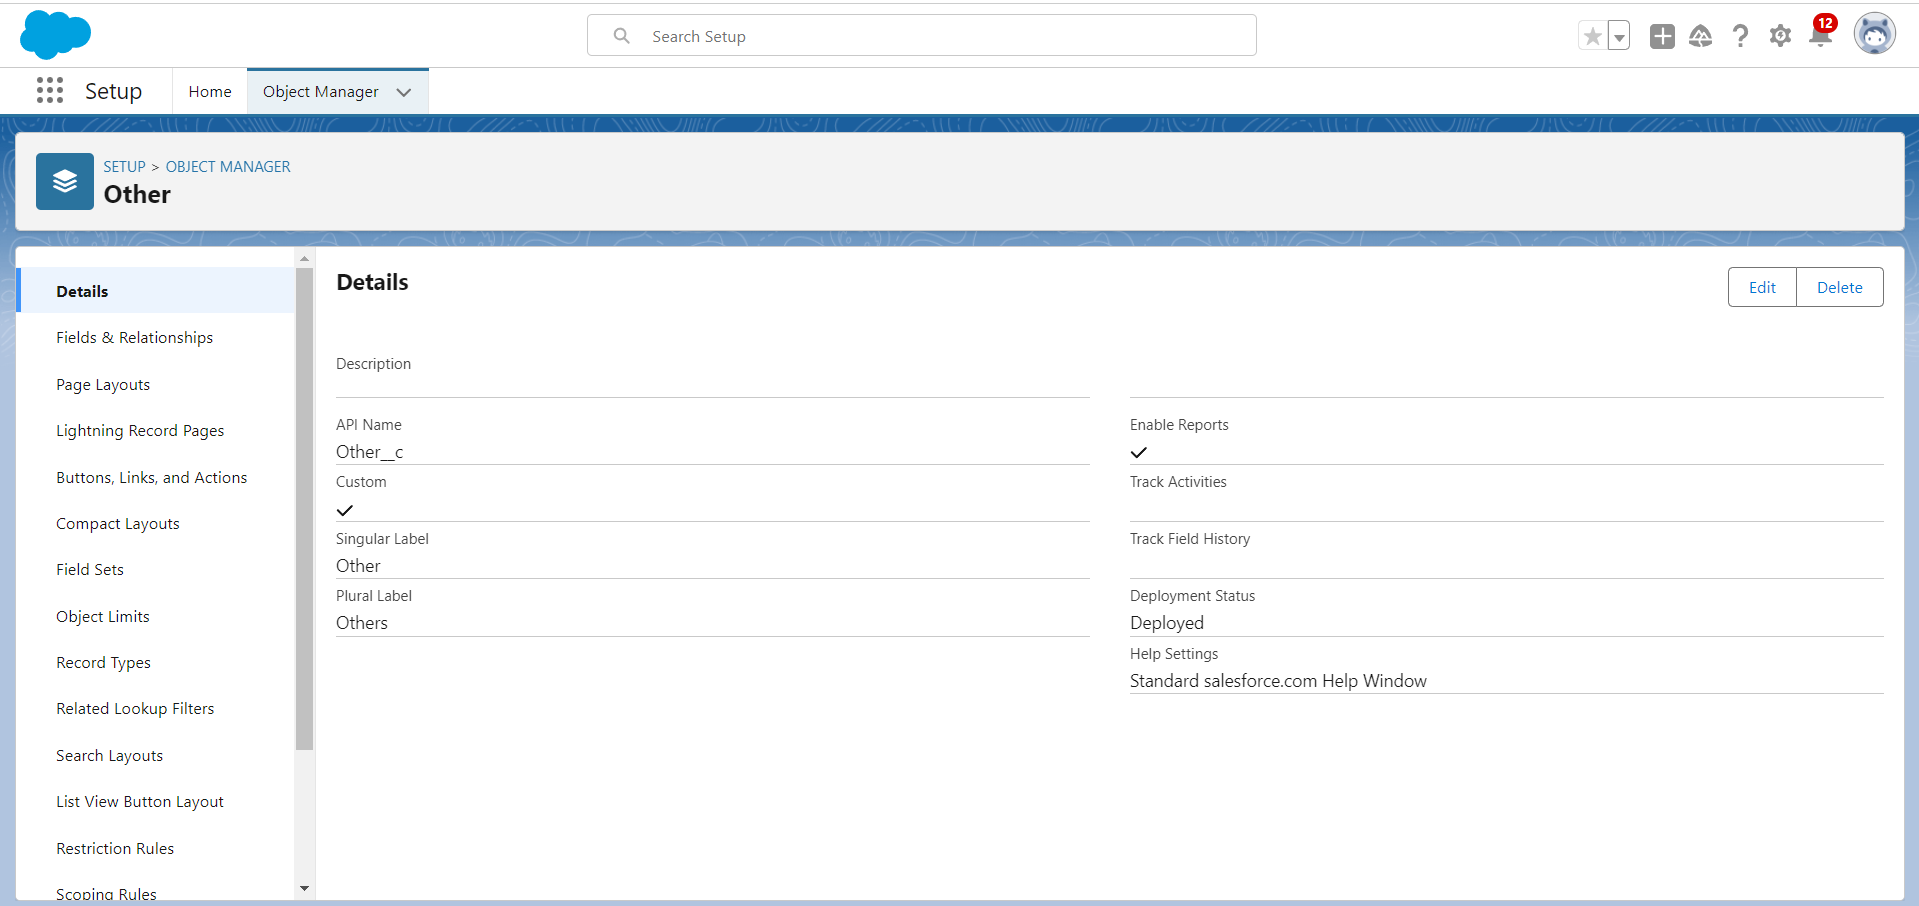 Search Setup
12
Setup
Home
Object Manager
SETUP > OBJECT MANAGER
Other
Details
Fields & Relationships
Page Layouts
Lightning Record Pages
Buttons, Links, and Actions
Compact Layouts
Field Sets
Object Limits
Record Types
Related Lookup Filters
Search Layouts
List View Button Layout
Restriction Rules
Scoping Rules
Details
Edit
Delete
Description
API Name
Other__c
Custom
Singular Label
Other
Plural Label
Others
Enable Reports
Track Activities
Track Field History
Deployment Status
Deployed
Help Settings
Standard salesforce.com Help Window